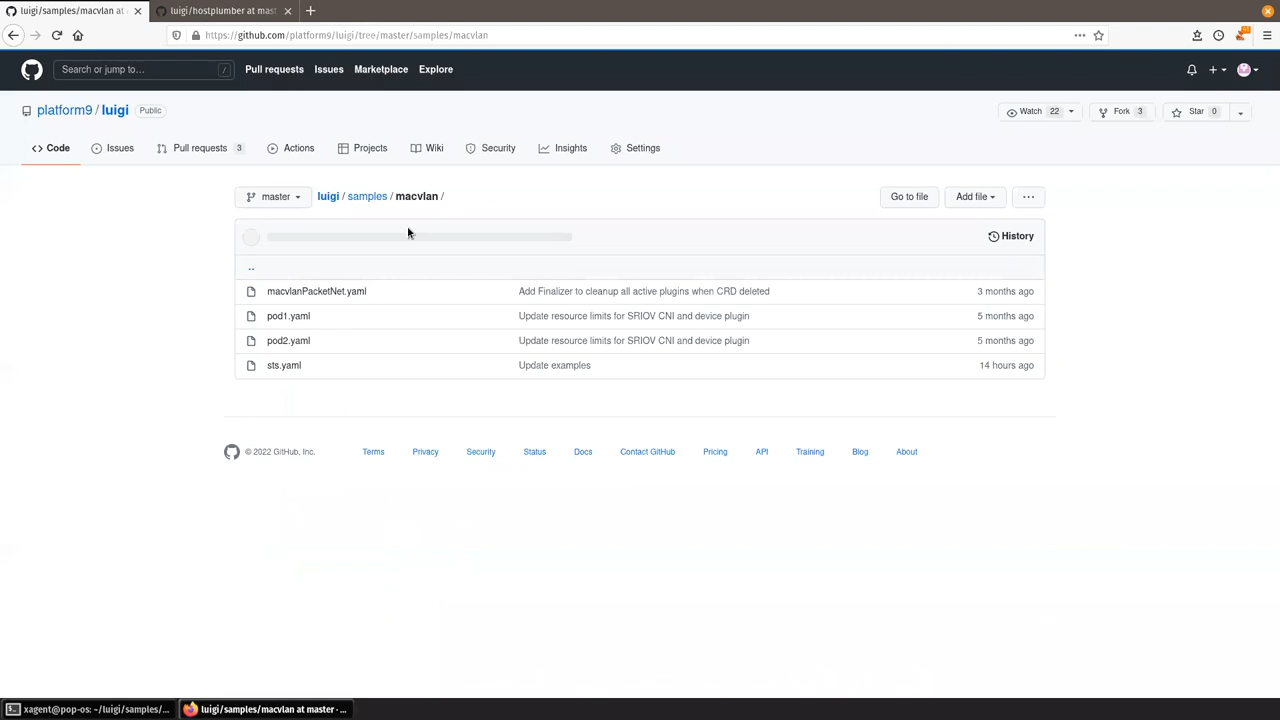 luigi/samples/macvlan at
luigi/hostplumber at mast
https://github.com/platform9/luigi/tree/master/samples/macvlan
Search or jump to…
/
Pull requests
Issues
Marketplace
Explore
platform9 / luigi
Public
Watch 22
Fork 3
Star 0
Code
Issues
Pull requests 3
Actions
Projects
Wiki
Security
Insights
Settings
master
luigi / samples / macvlan /
Go to file
Add file
History
..
macvlanPacketNet.yaml Add Finalizer to cleanup all active plugins when CRD deleted 3 months ago
pod1.yaml Update resource limits for SRIOV CNI and device plugin 5 months ago
pod2.yaml Update resource limits for SRIOV CNI and device plugin 5 months ago
sts.yaml Update examples 14 hours ago
© 2022 GitHub, Inc.
Terms
Privacy
Security
Status
Docs
Contact GitHub
Pricing
API
Training
Blog
About
xagent@pop-os: ~/luigi/samples/...
luigi/samples/macvlan at master · ...